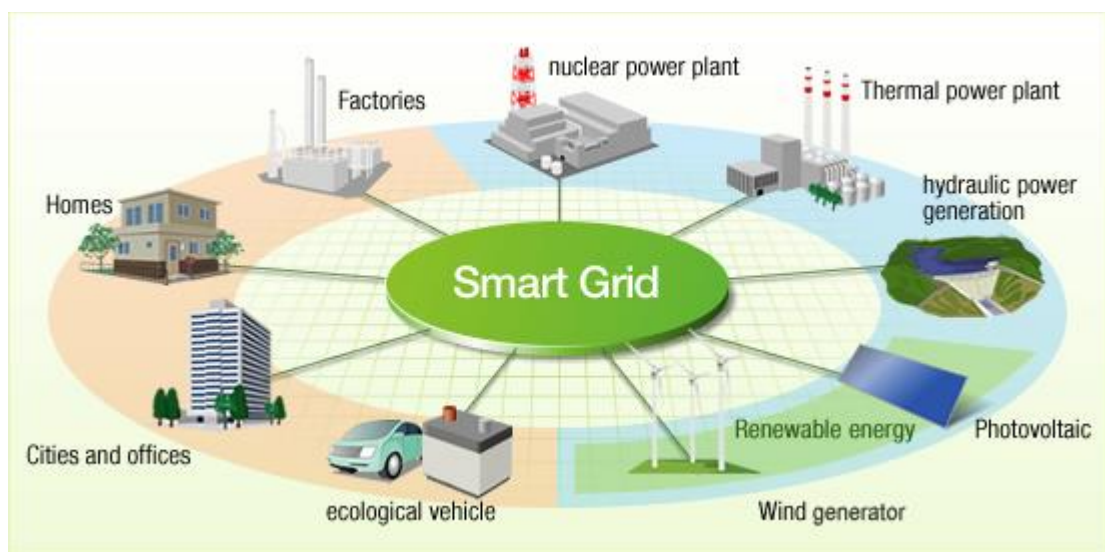 nuclear power plant
Factories
Thermal power plant
Homes
hydraulic power
generation
Smart Grid
Renewable energy
Photovoltaic
Cities and offices
ecological vehicle
Wind generator